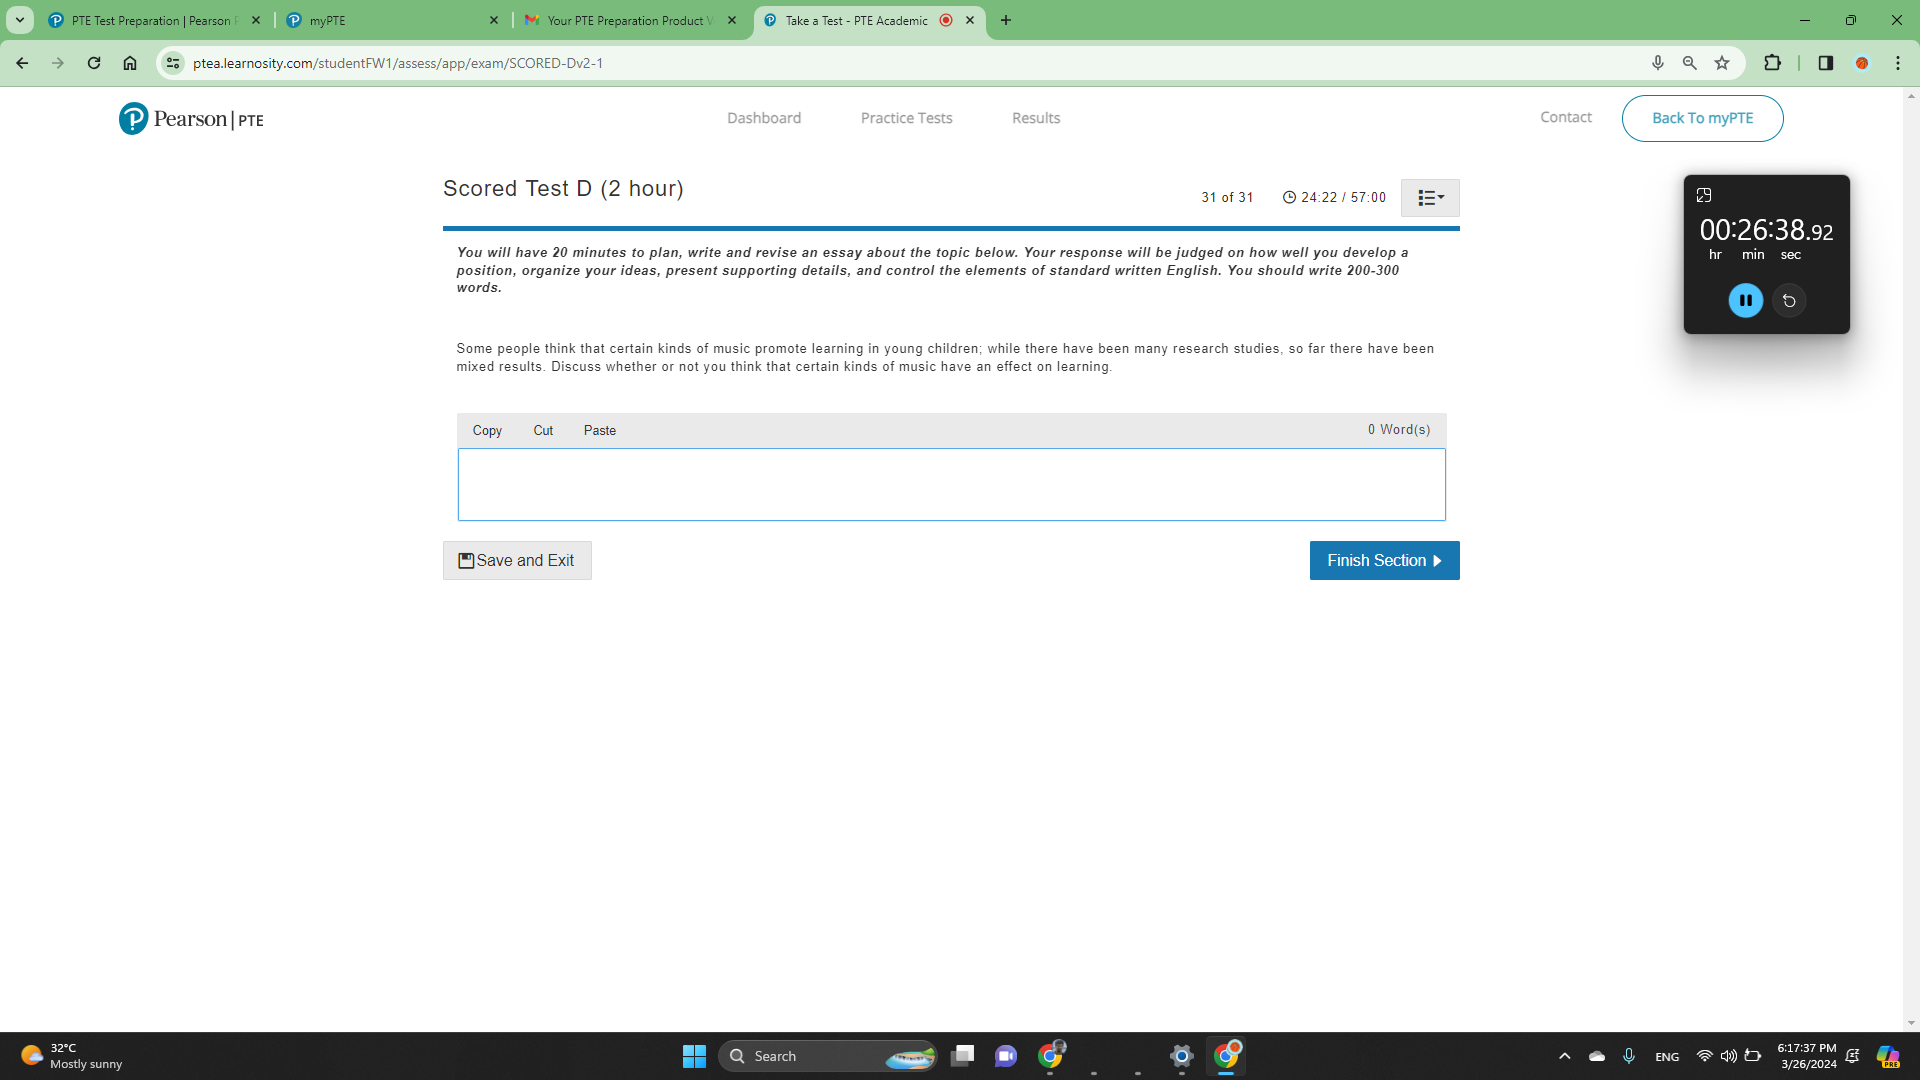 PTE Test Preparation | Pearson
myPTE
Your PTE Preparation Product
Take a Test - PTE Academic
ptea.learnosity.com/studentFW1/assess/app/exam/SCORED-Dv2-1
Pearson | PTE
Dashboard
Practice Tests
Results
Contact
Back To myPTE
Scored Test D (2 hour)
31 of 31
24:22 / 57:00
00:26:38.92
hr min sec
You will have 20 minutes to plan, write and revise an essay about the topic below. Your response will be judged on how well you develop a
position, organize your ideas, present supporting details, and control the elements of standard written English. You should write 200-300
words.
Some people think that certain kinds of music promote learning in young children; while there have been many research studies, so far there have been
mixed results. Discuss whether or not you think that certain kinds of music have an effect on learning.
Copy
Cut
Paste
0 Word(s)
Save and Exit
Finish Section
32°C
Mostly sunny
Search
ENG
6:17:37 PM
3/26/2024
PRE